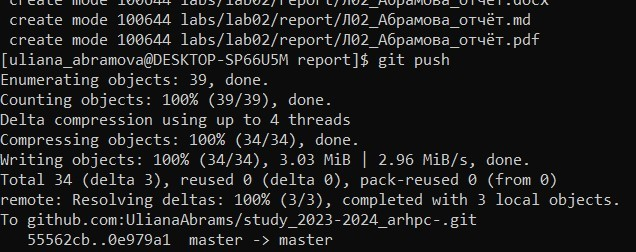 create mode 100644 labs/lab02/report/Л02_Абрамова_отчёт.docx
create mode 100644 labs/lab02/report/Л02_Абрамова_отчёт.md
create mode 100644 labs/lab02/report/Л02_Абрамова_отчёт.pdf
[uliana_abramova@DESKTOP-SP66U5M report]$ git push
Enumerating objects: 39, done.
Counting objects: 100% (39/39), done.
Delta compression using up to 4 threads
Compressing objects: 100% (34/34), done.
Writing objects: 100% (34/34), 3.03 MiB | 2.96 MiB/s, done.
Total 34 (delta 3), reused 0 (delta 0), pack-reused 0 (from 0)
remote: Resolving deltas: 100% (3/3), completed with 3 local objects.
To github.com:UlianaAbrams/study_2023-2024_arhpc-.git
   55562cb..0e979a1  master -> master